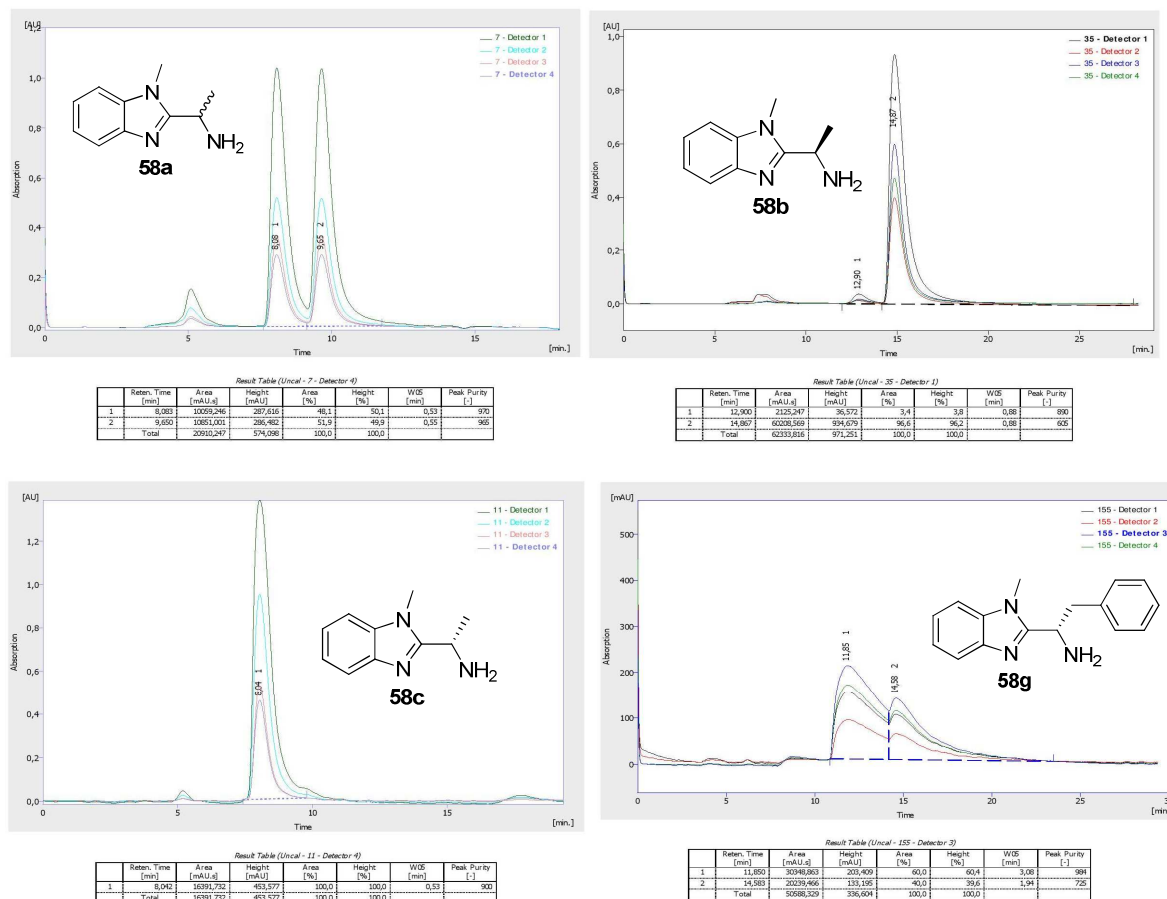 [AU]
1,2
1,0
0,8
0,6
0,4
0,2
0,0
Absorption
7 - Detector 1
7 - Detector 2
7 - Detector 3
7 - Detector 4
N
N
NH2
58a
8,08 1
9,65 2
0 5 10 15
Time
[min.]
Result Table (Uncal - 7 - Detector 4)
Reten. Time [min] Area [mAU.s] Height [mAU] Area [%] Height [%] W05 [min] Peak Purity [-]
1 8,083 10059,246 287,616 48,1 50,1 0,53 970
2 9,650 10851,001 286,482 51,9 49,9 0,55 965
Total 20910,247 574,098 100,0 100,0
[AU]
1,0
0,8
0,6
0,4
0,2
0,0
Absorption
35 - Detector 1
35 - Detector 2
35 - Detector 3
35 - Detector 4
N
N
NH2
58b
12,90 1
14,87 2
0 5 10 15 20 25
Time
[min.]
Result Table (Uncal - 35 - Detector 1)
Reten. Time [min] Area [mAU.s] Height [mAU] Area [%] Height [%] W05 [min] Peak Purity [-]
1 12,900 2125,247 36,572 3,4 3,8 0,88 890
2 14,867 60208,569 934,679 96,6 96,2 0,88 605
Total 62333,816 971,251 100,0 100,0
[AU]
1,2
1,0
0,8
0,6
0,4
0,2
0,0
Absorption
11 - Detector 1
11 - Detector 2
11 - Detector 3
11 - Detector 4
N
N
NH2
58c
8,04 1
0 5 10 15
Time
[min.]
Result Table (Uncal - 11 - Detector 4)
Reten. Time [min] Area [mAU.s] Height [mAU] Area [%] Height [%] W05 [min] Peak Purity [-]
1 8,042 16391,732 453,577 100,0 100,0 0,53 900
Total 16391,732 453,577 100,0 100,0
[mAU]
500
400
300
200
100
0
Absorption
155 - Detector 1
155 - Detector 2
155 - Detector 3
155 - Detector 4
N
N
NH2
58g
11,85 1
14,58 2
0 5 10 15 20 25
Time
Result Table (Uncal - 155 - Detector 3)
Reten. Time [min] Area [mAU.s] Height [mAU] Area [%] Height [%] W05 [min] Peak Purity [-]
1 11,850 30348,863 203,409 60,0 60,4 3,08 984
2 14,583 20239,466 133,195 40,0 39,6 1,94 725
Total 50588,329 336,604 100,0 100,0